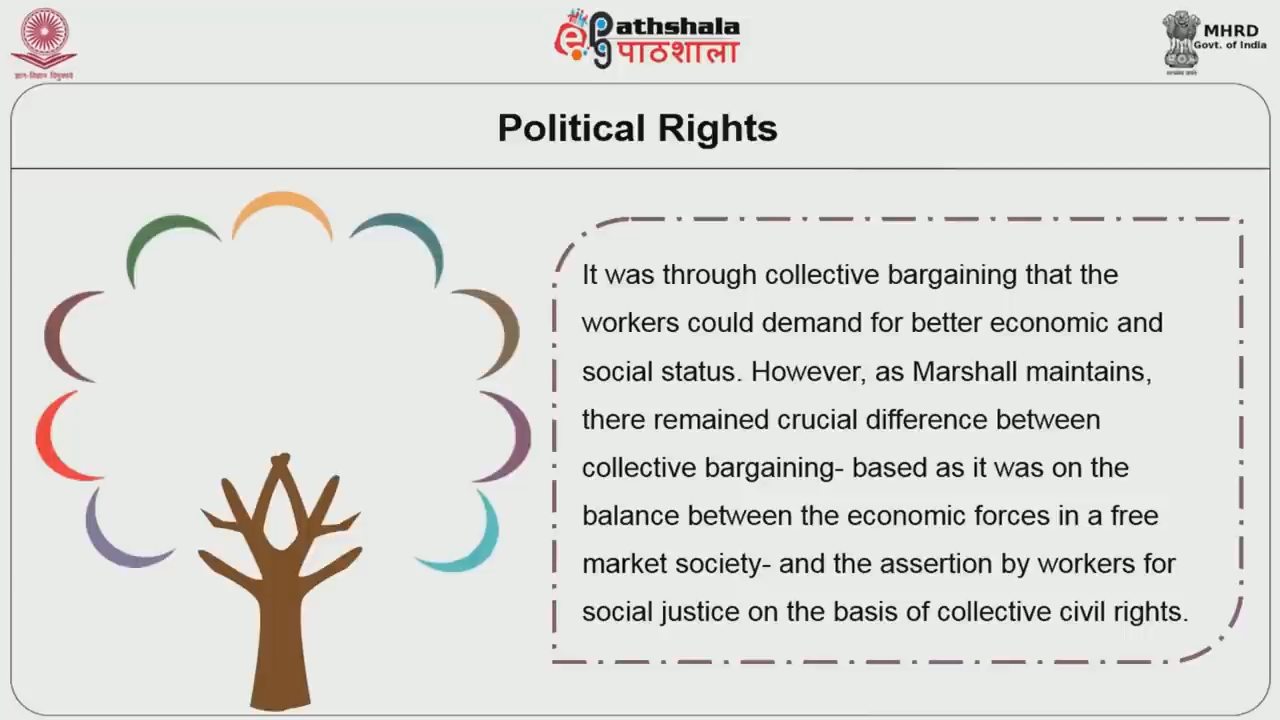 ePG Pathshala
पाठशाला
MHRD
Govt. of India
Political Rights
It was through collective bargaining that the
workers could demand for better economic and
social status. However, as Marshall maintains,
there remained crucial difference between
collective bargaining- based as it was on the
balance between the economic forces in a free
market society- and the assertion by workers for
social justice on the basis of collective civil rights.